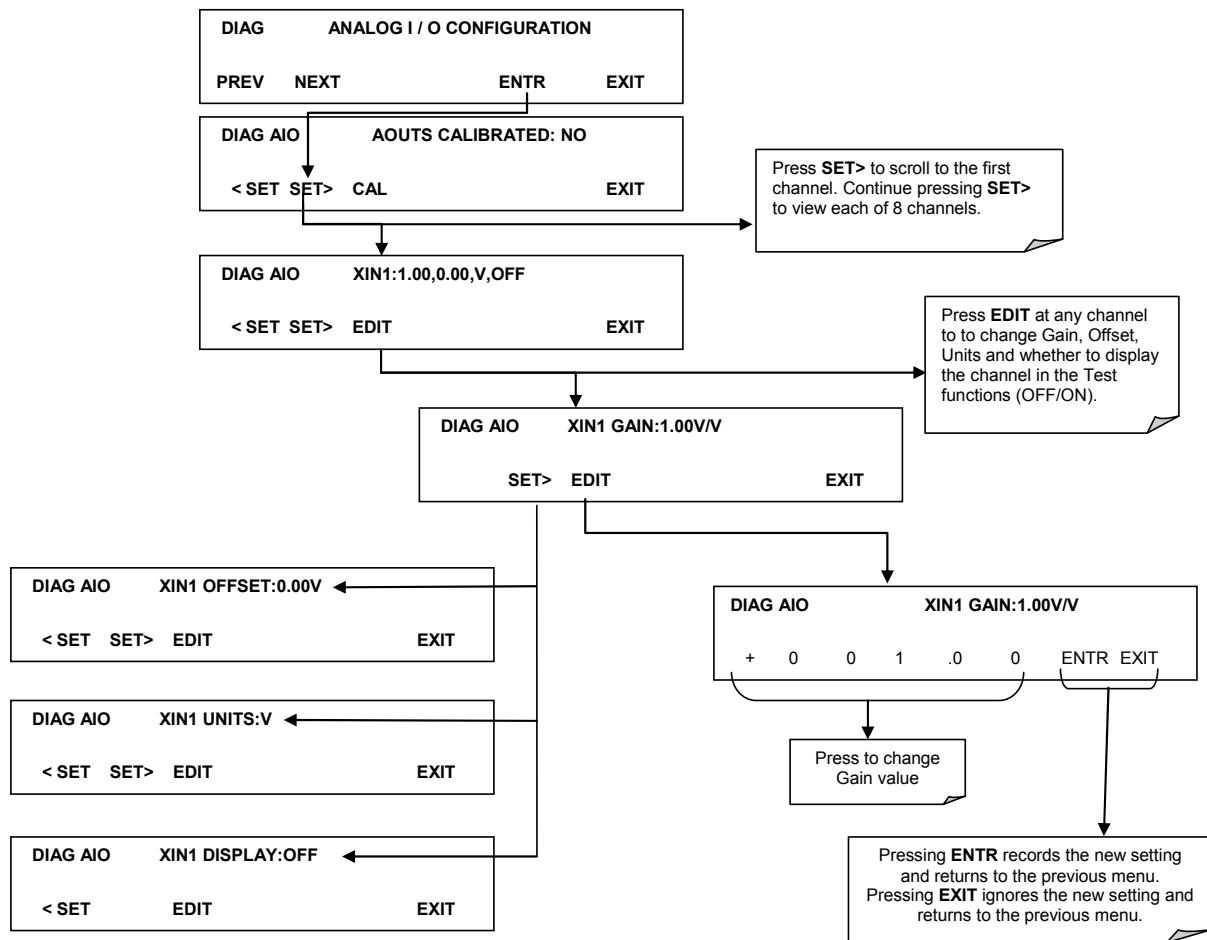 DIAG ANALOG I / O CONFIGURATION
PREV NEXT ENTR EXIT
DIAG AIO AOUTS CALIBRATED: NO
< SET SET> CAL EXIT
Press SET> to scroll to the first
channel. Continue pressing SET>
to view each of 8 channels.
DIAG AIO XIN1:1.00,0.00,V,OFF
< SET SET> EDIT EXIT
Press EDIT at any channel
to to change Gain, Offset,
Units and whether to display
the channel in the Test
functions (OFF/ON).
DIAG AIO XIN1 GAIN:1.00V/V
SET> EDIT EXIT
DIAG AIO XIN1 OFFSET:0.00V
< SET SET> EDIT EXIT
DIAG AIO XIN1 GAIN:1.00V/V
+ 0 0 1 .0 0 ENTR EXIT
DIAG AIO XIN1 UNITS:V
< SET SET> EDIT EXIT
Press to change
Gain value
DIAG AIO XIN1 DISPLAY:OFF
< SET EDIT EXIT
Pressing ENTR records the new setting
and returns to the previous menu.
Pressing EXIT ignores the new setting and
returns to the previous menu.